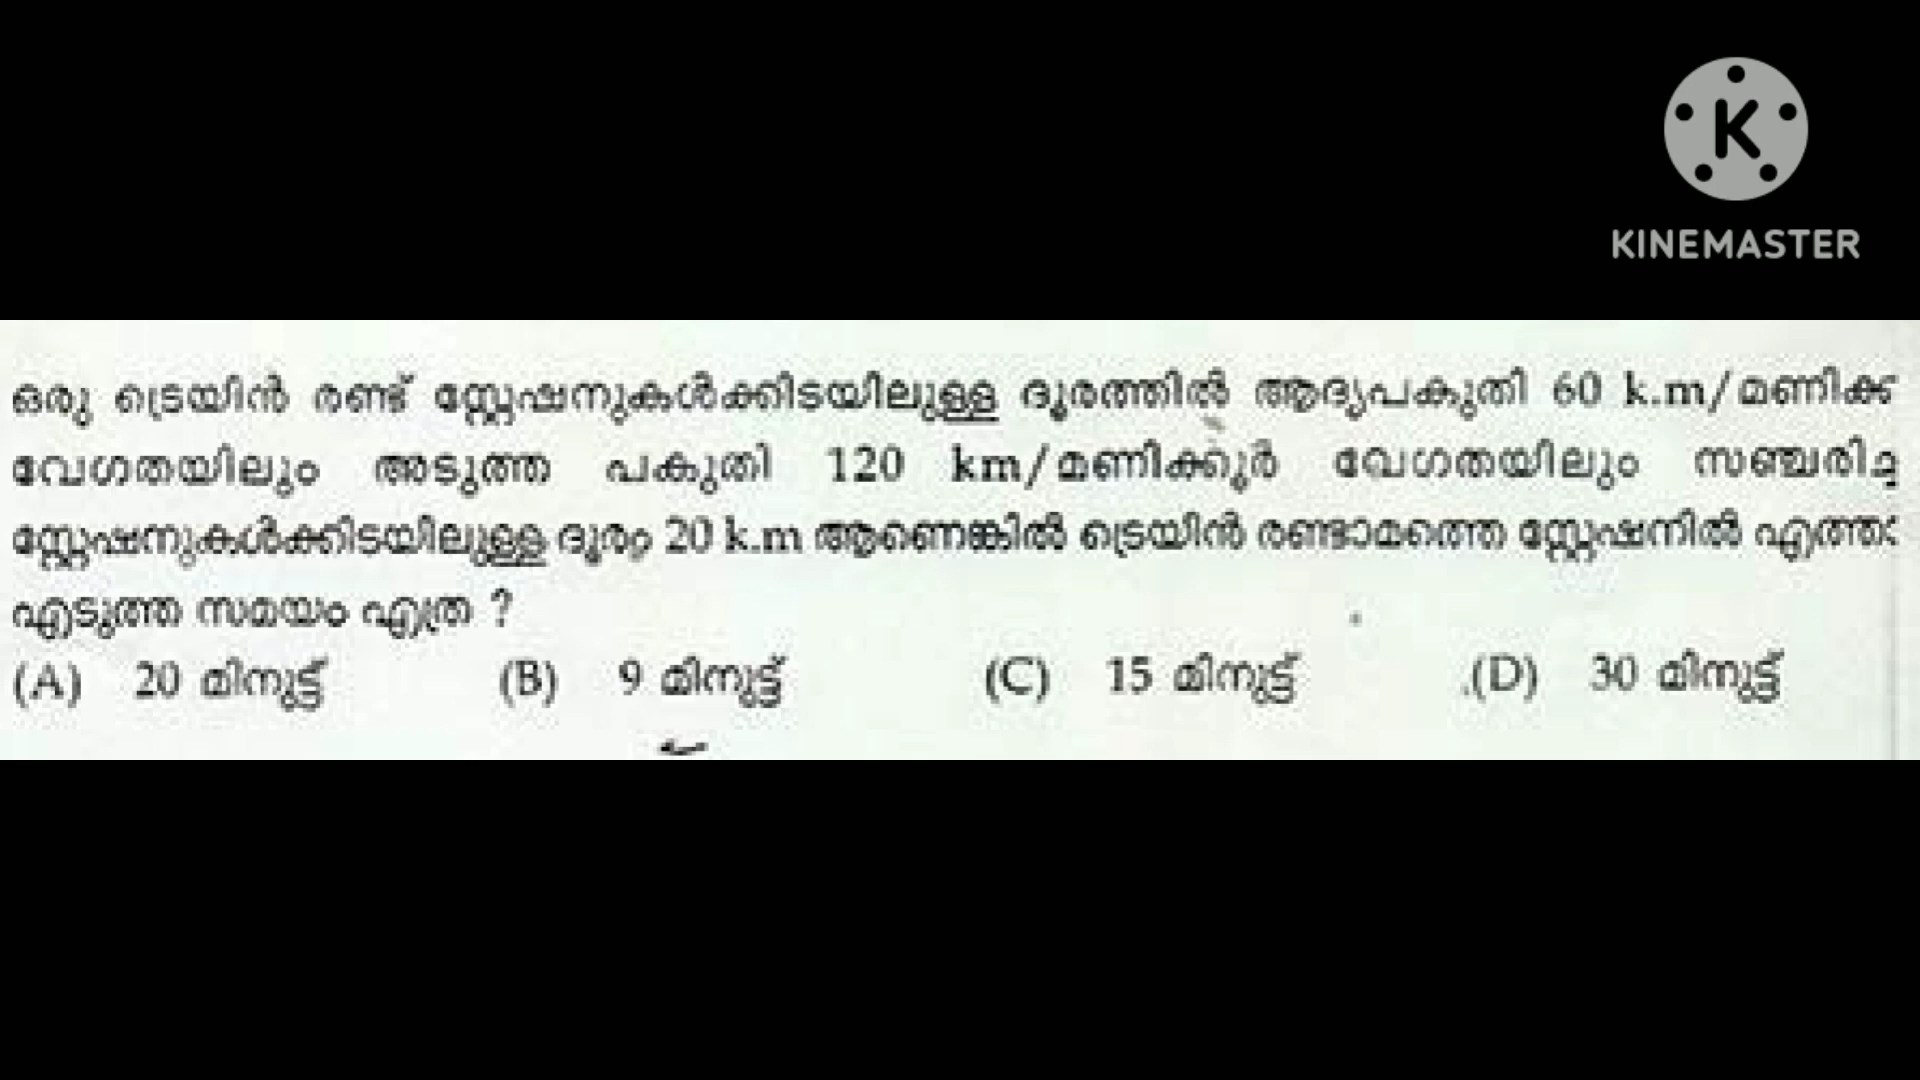 K
KINEMASTER
ഒരു ട്രെയിൻ രണ്ട് സ്റ്റേഷനുകൾക്കിടയിലുള്ള ദൂരത്തിൽ ആദ്യപകുതി 60 k.m/മണിക്ക
വേഗതയിലും അടുത്ത പകുതി 120 km/മണിക്കൂർ വേഗതയിലും സഞ്ചരിച്ച
സ്റ്റേഷനുകൾക്കിടയിലുള്ള ദൂരം 20 k.m ആണെങ്കിൽ ട്രെയിൻ രണ്ടാമത്തെ സ്റ്റേഷനിൽ എത്താ
എടുത്ത സമയം എത്ര ?
(A) 20 മിനുട്ട് (B) 9 മിനുട്ട് (C) 15 മിനുട്ട് (D) 30 മിനുട്ട്